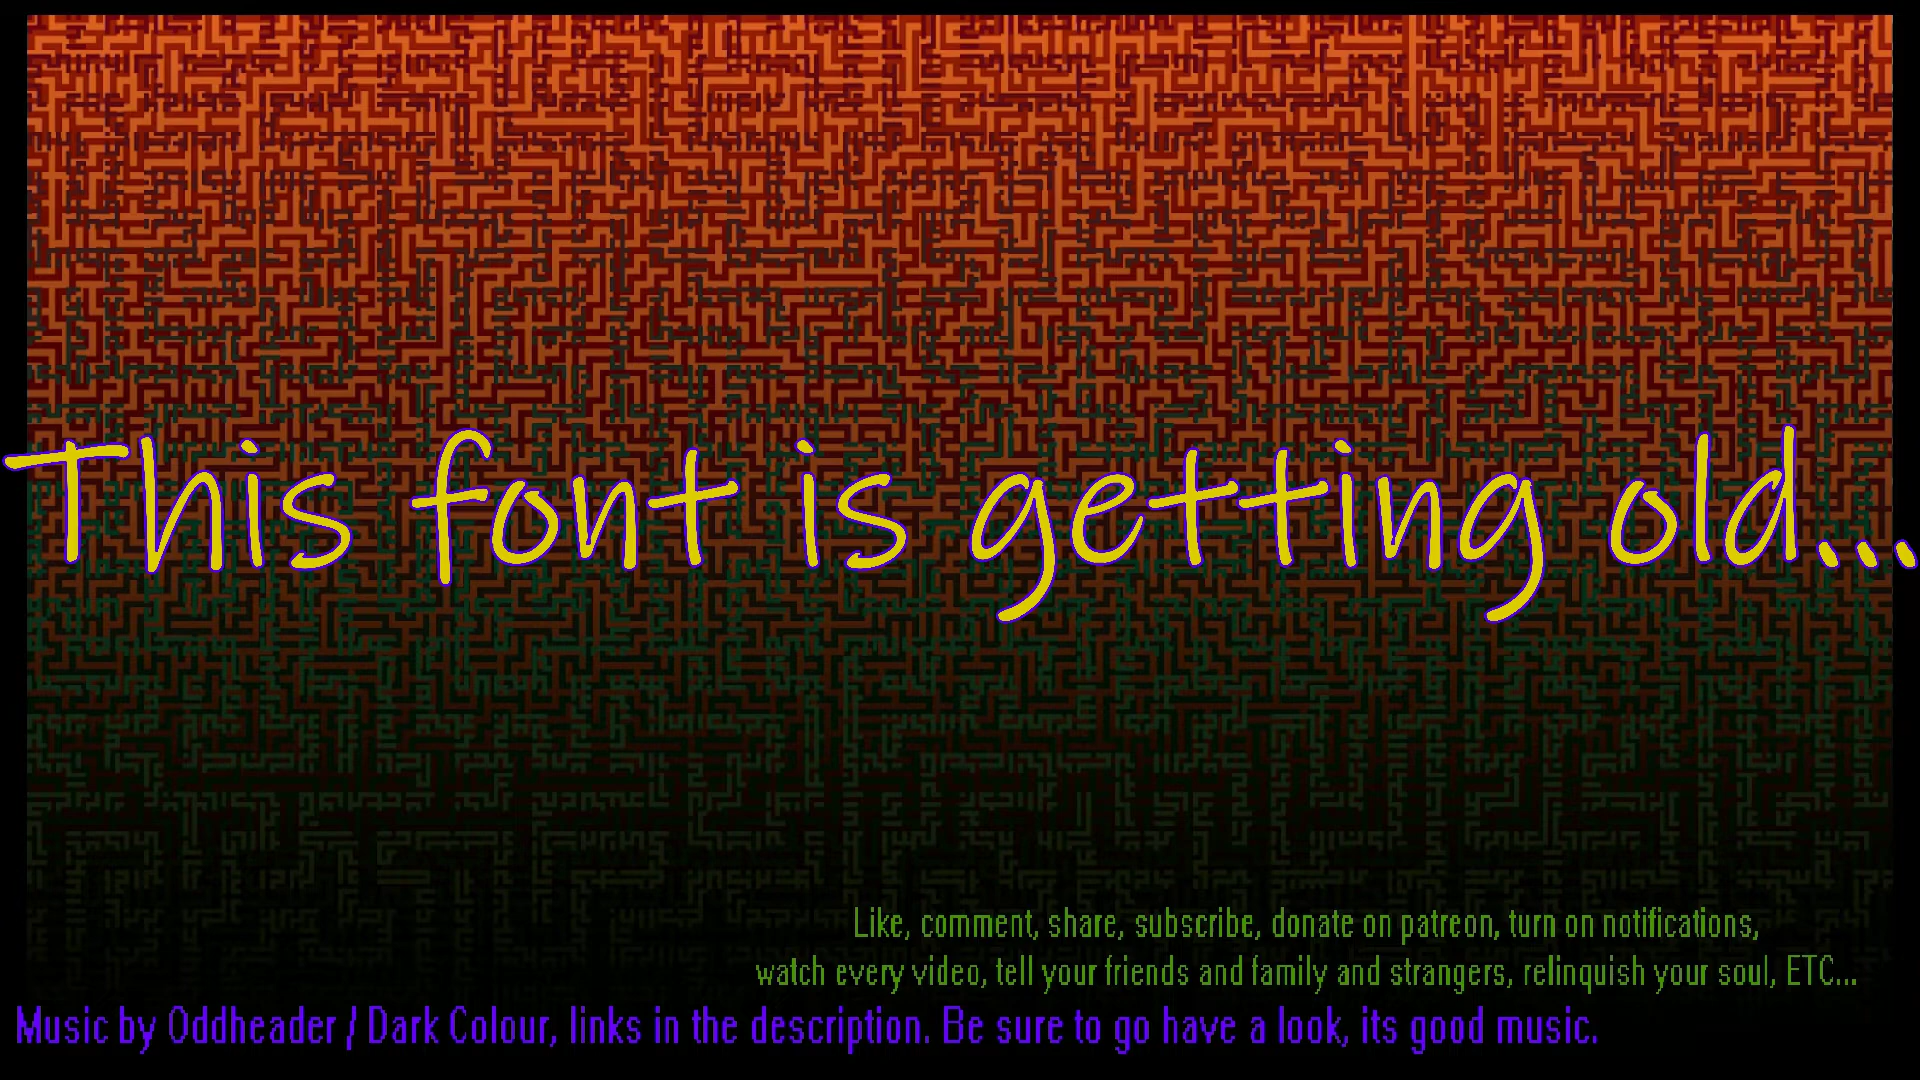 This font is getting old...
Like, comment, share, subscribe, donate on patreon, turn on notifications,
watch every video, tell your friends and family and strangers, relinquish your soul, ETC...
Music by Oddheader / Dark Colour, links in the description. Be sure to go have a look, its good music.